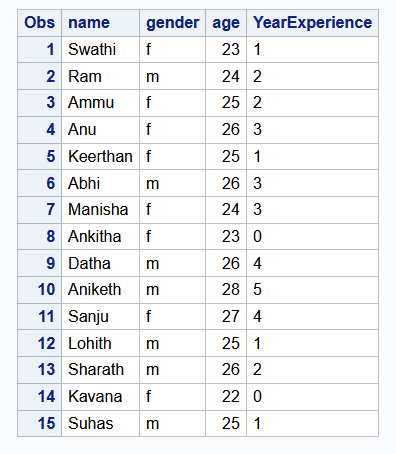 Obs name gender age YearExperience
1 Swathi f 23 1
2 Ram m 24 2
3 Ammu f 25 2
4 Anu f 26 3
5 Keerthan f 25 1
6 Abhi m 26 3
7 Manisha f 24 3
8 Ankitha f 23 0
9 Datha m 26 4
10 Aniketh m 28 5
11 Sanju f 27 4
12 Lohith m 25 1
13 Sharath m 26 2
14 Kavana f 22 0
15 Suhas m 25 1